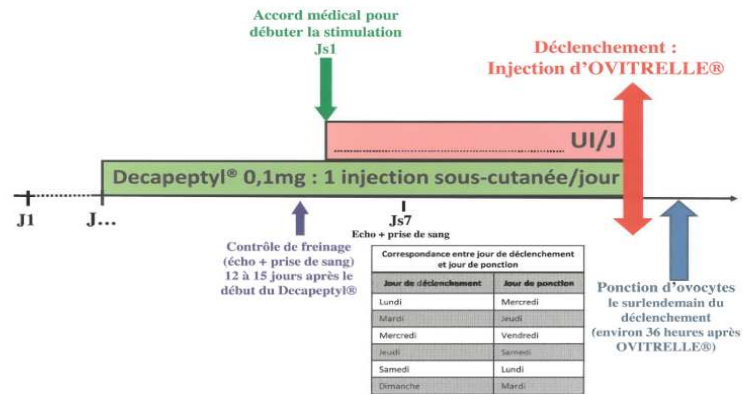 Accord médical pour
débuter la stimulation
Js1
Déclenchement :
Injection d'OVITRELLE®
UI/J
Decapeptyl® 0,1mg : 1 injection sous-cutanée/jour
J1
J...
Js7
Echo + prise de sang
Contrôle de freinage
(écho + prise de sang)
12 à 15 jours après le
début du Decapeptyl®
Correspondance entre jour de déclenchement
et jour de ponction
Jour de déclenchement Jour de ponction
Lundi Mercredi
Mardi Jeudi
Mercredi Vendredi
Jeudi Samedi
Samedi Lundi
Dimanche Mardi
Ponction d'ovocytes
le surlendemain du
déclenchement
(environ 36 heures après
OVITRELLE®)